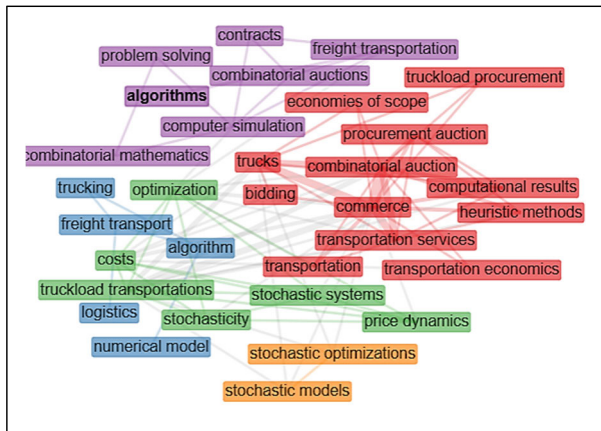 contracts
freight transportation
problem solving
combinatorial auctions
truckload procurement
algorithms
economies of scope
computer simulation
procurement auction
combinatorial mathematics
trucks
combinatorial auction
trucking
optimization
bidding
computational results
commerce
heuristic methods
freight transport
algorithm
transportation services
costs
transportation
transportation economics
truckload transportations
stochastic systems
logistics
stochasticity
price dynamics
numerical model
stochastic optimizations
stochastic models